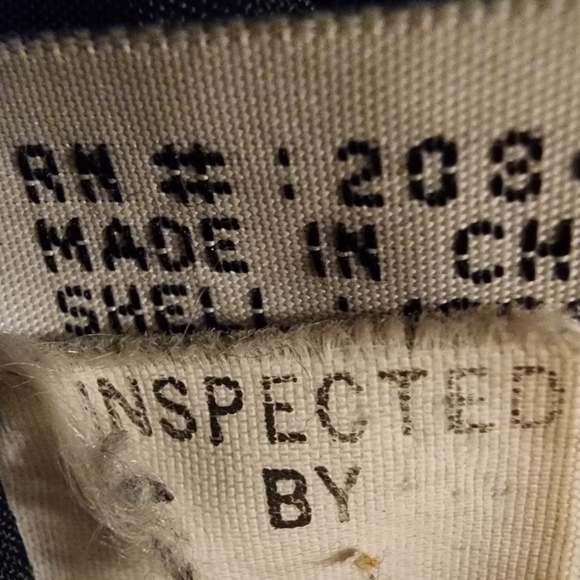 RN # : 208
MADE IN CH
SHELL
INSPECTED
BY